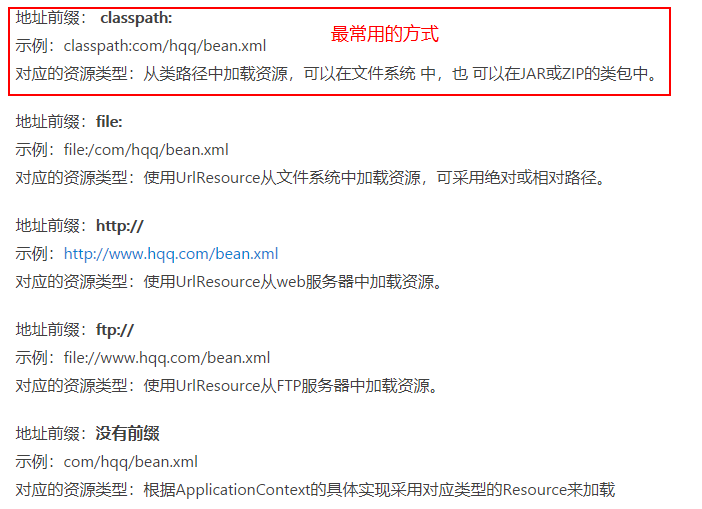 地址前缀： classpath:
最常用的方式
示例：classpath:com/hqq/bean.xml
对应的资源类型：从类路径中加载资源，可以在文件系统 中，也 可以在JAR或ZIP的类包中。
地址前缀：file:
示例：file:/com/hqq/bean.xml
对应的资源类型：使用UrlResource从文件系统中加载资源，可采用绝对或相对路径。
地址前缀：http://
示例：http://www.hqq.com/bean.xml
对应的资源类型：使用UrlResource从web服务器中加载资源。
地址前缀：ftp://
示例：file://www.hqq.com/bean.xml
对应的资源类型：使用UrlResource从FTP服务器中加载资源。
地址前缀：没有前缀
示例：com/hqq/bean.xml
对应的资源类型：根据ApplicationContext的具体实现采用对应类型的Resource来加载